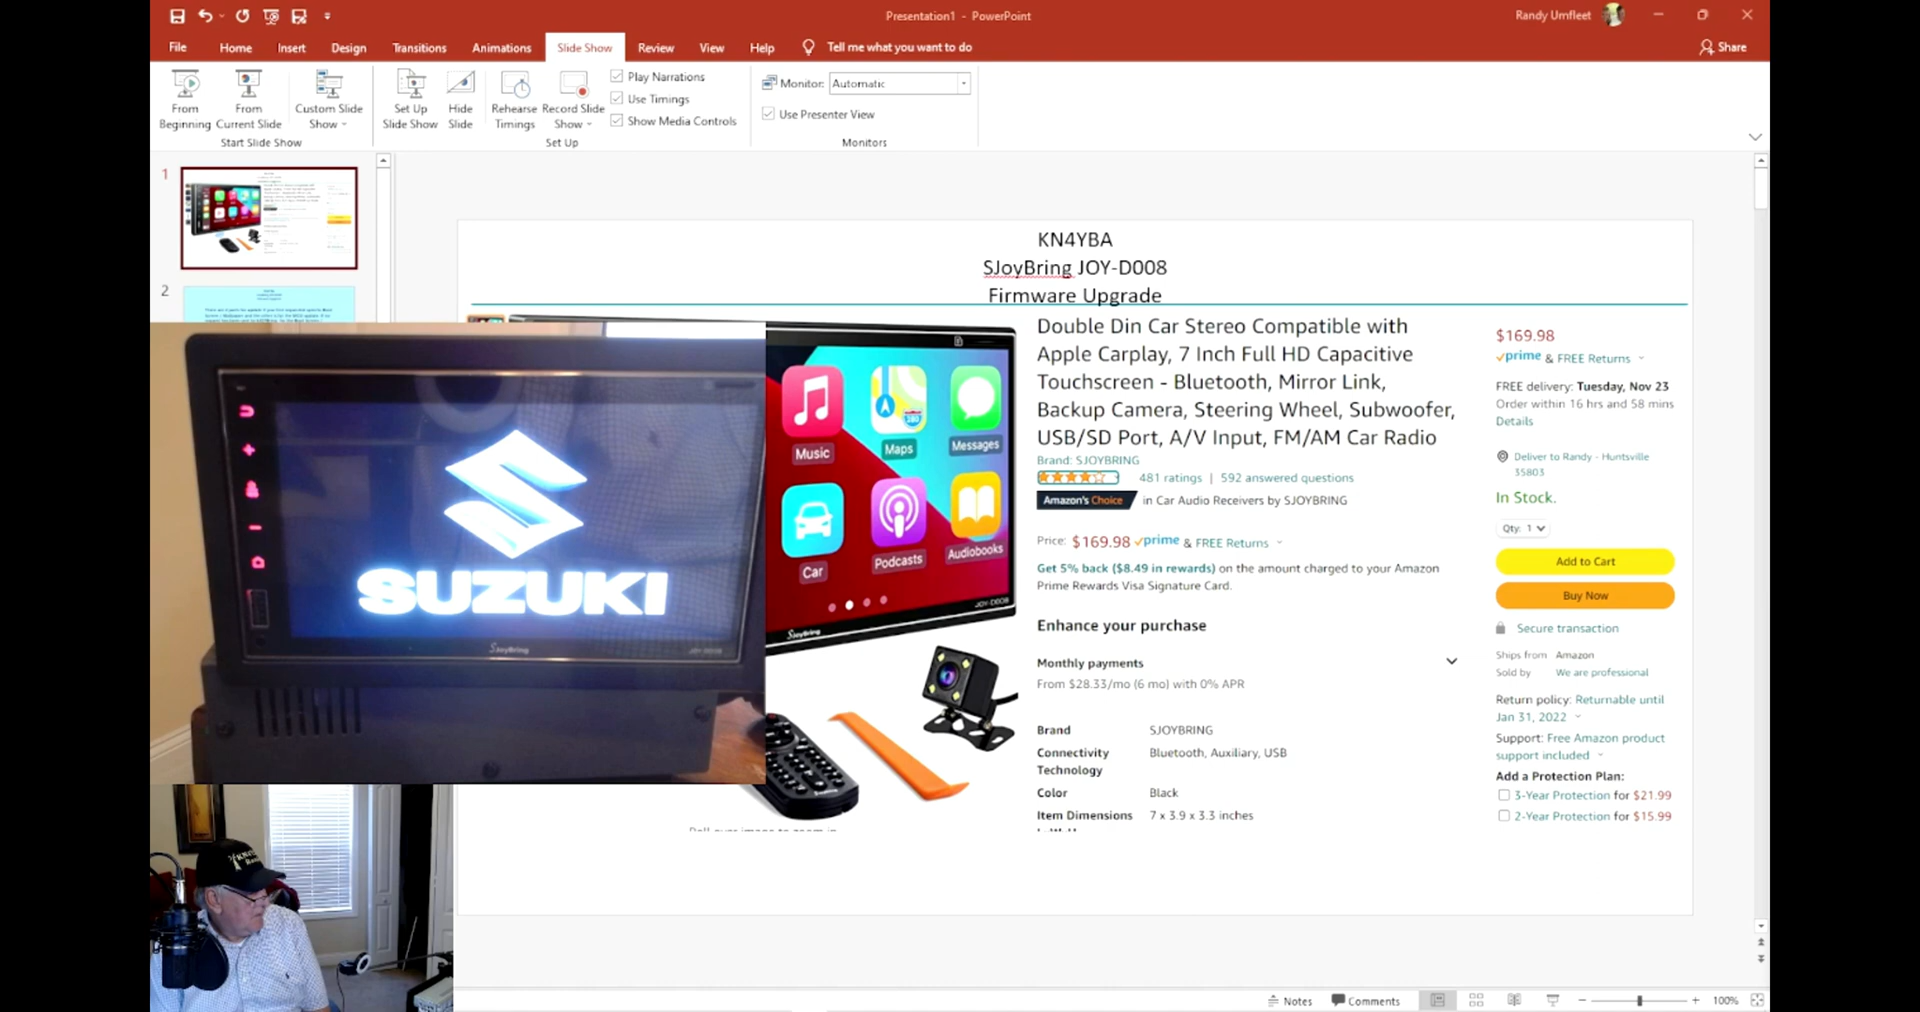 Presentation1 - PowerPoint
Randy Umfleet
File Home Insert Design Transitions Animations Slide Show Review View Help Tell me what you want to do
Share
From Beginning
From Current Slide
Custom Slide Show
Start Slide Show
Set Up Slide Show
Hide Slide
Rehearse Timings
Record Slide Show
Play Narrations
Use Timings
Show Media Controls
Set Up
Monitor: Automatic
Use Presenter View
Monitors
1
2
KN4YBA
SJoyBring JOY-D008
Firmware Upgrade
SUZUKI
SJoyBring
Music
Maps
Messages
Car
Podcasts
Audiobooks
JOY-D008
SJoyBring
Double Din Car Stereo Compatible with
Apple Carplay, 7 Inch Full HD Capacitive
Touchscreen - Bluetooth, Mirror Link,
Backup Camera, Steering Wheel, Subwoofer,
USB/SD Port, A/V Input, FM/AM Car Radio
Brand: SJOYBRING
481 ratings | 592 answered questions
Amazon's Choice in Car Audio Receivers by SJOYBRING
Price: $169.98 prime & FREE Returns
Get 5% back ($8.49 in rewards) on the amount charged to your Amazon
Prime Rewards Visa Signature Card.
Enhance your purchase
Monthly payments
From $28.33/mo (6 mo) with 0% APR
Brand SJOYBRING
Connectivity Bluetooth, Auxiliary, USB
Technology
Color Black
Item Dimensions 7 x 3.9 x 3.3 inches
$169.98
prime & FREE Returns
FREE delivery: Tuesday, Nov 23
Order within 16 hrs and 58 mins
Details
Deliver to Randy - Huntsville
35803
In Stock.
Qty: 1
Add to Cart
Buy Now
Secure transaction
Ships from Amazon
Sold by We are professional
Return policy: Returnable until
Jan 31, 2022
Support: Free Amazon product
support included
Add a Protection Plan:
3-Year Protection for $21.99
2-Year Protection for $15.99
Notes Comments 100%